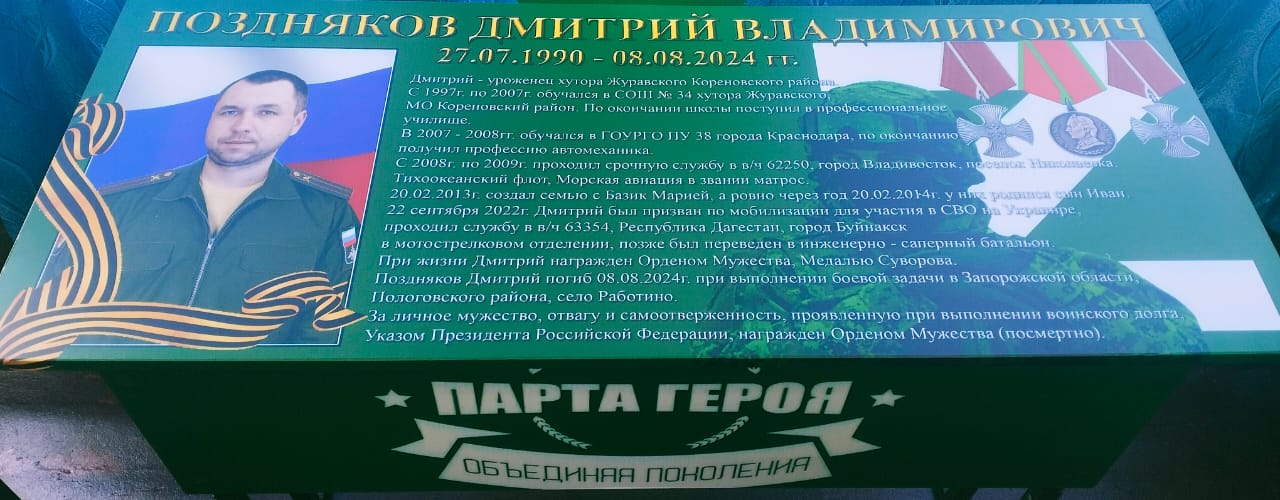 ПОЗДНЯКОВ ДМИТРИЙ ВЛАДИМИРОВИЧ
27.07.1990 - 08.08.2024 гг.
Дмитрий - уроженец хутора Журавского Кореновского района.
С 1997г. по 2007г. обучался в СОШ № 34 хутора Журавского,
МО Кореновский район. По окончании школы поступил в профессиональное
училище.
В 2007 - 2008гг. обучался в ГОУРГО ПУ 38 города Краснодара, по окончанию
получил профессию автомеханика.
С 2008г. по 2009г. проходил срочную службу в в/ч 62250, город Владивосток, поселок Николаевка.
Тихоокеанский флот, Морская авиация в звании матрос.
20.02.2013г. создал семью с Базик Марией, а ровно через год 20.02.2014г. у них родился сын Иван.
22 сентября 2022г. Дмитрий был призван по мобилизации для участия в СВО на Украине,
проходил службу в в/ч 63354, Республика Дагестан, город Буйнакск
в мотострелковом отделении, позже был переведен в инженерно - саперный батальон.
При жизни Дмитрий награжден Орденом Мужества, Медалью Суворова.
Поздняков Дмитрий погиб 08.08.2024г. при выполнении боевой задачи в Запорожской области,
Пологовского района, село Работино.
За личное мужество, отвагу и самоотверженность, проявленную при выполнении воинского долга,
Указом Президента Российской Федерации, награжден Орденом Мужества (посмертно).
ПАРТА ГЕРОЯ
ОБЪЕДИНЯЯ ПОКОЛЕНИЯ